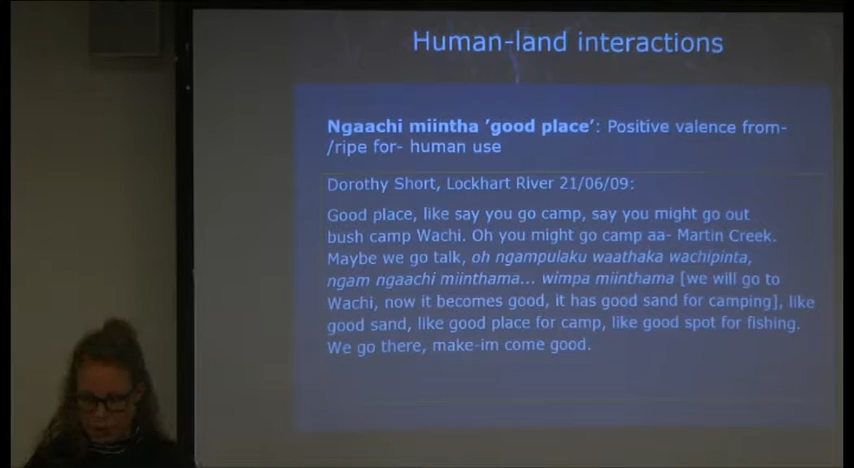 Human-land interactions
Ngaachi miintha 'good place': Positive valence from-
/ripe for- human use
Dorothy Short, Lockhart River 21/06/09:
Good place, like say you go camp, say you might go out
bush camp Wachi. Oh you might go camp aa- Martin Creek.
Maybe we go talk, oh ngampulaku waathaka wachipinta,
ngam ngaachi miinthama... wimpa miinthama [we will go to
Wachi, now it becomes good, it has good sand for camping], like
good sand, like good place for camp, like good spot for fishing.
We go there, make-im come good.